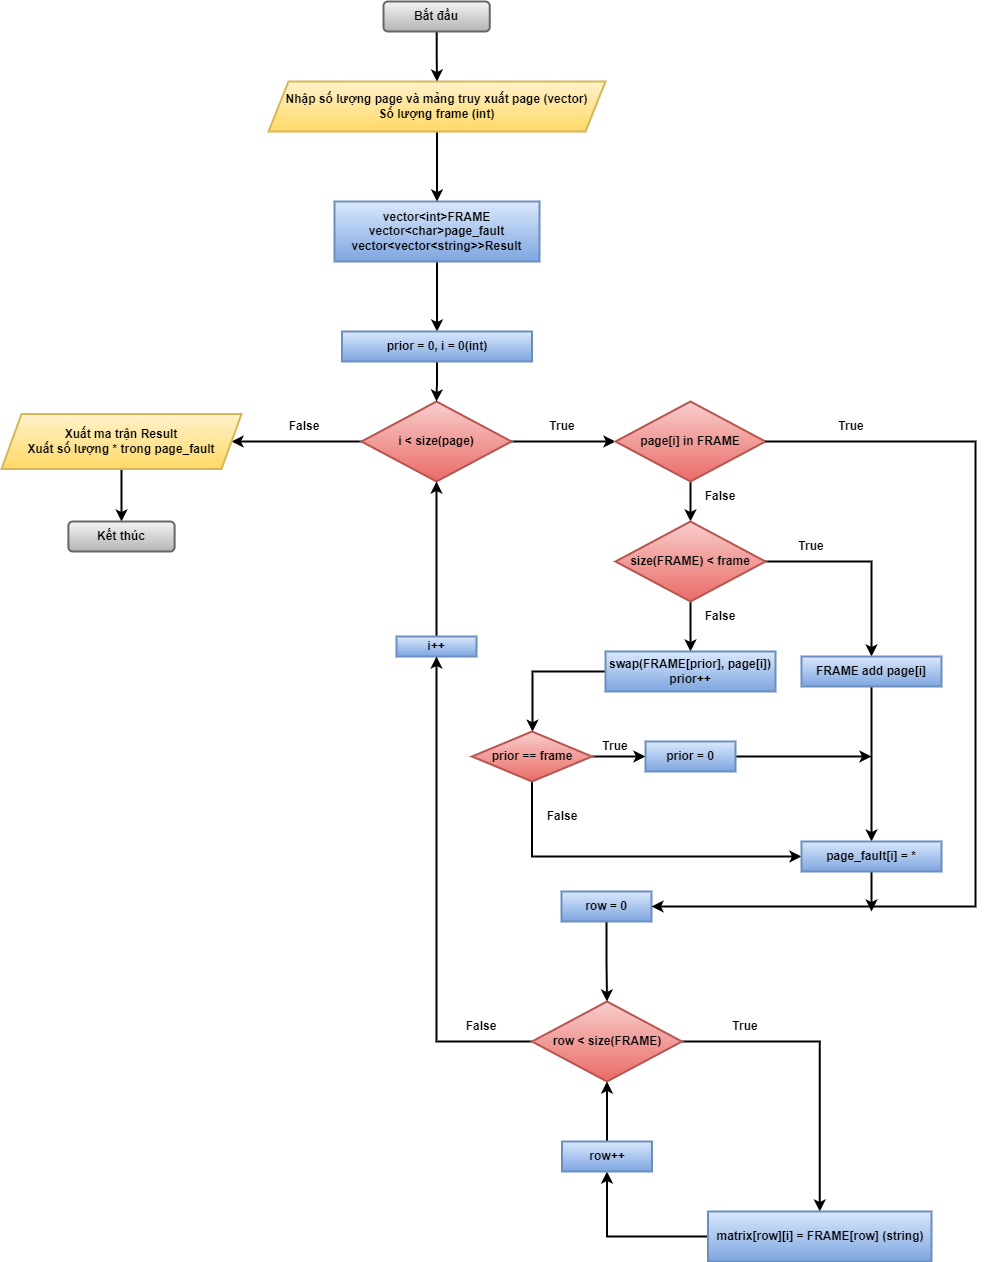 Bắt đầu
Nhập số lượng page và mảng truy xuất page (vector)
Số lượng frame (int)
vector<int>FRAME
vector<char>page_fault
vector<vector<string>>Result
prior = 0, i = 0(int)
i < size(page)
False
True
Xuất ma trận Result
Xuất số lượng * trong page_fault
Kết thúc
page[i] in FRAME
True
False
size(FRAME) < frame
True
False
swap(FRAME[prior], page[i])
prior++
FRAME add page[i]
i++
prior == frame
True
prior = 0
False
page_fault[i] = *
row = 0
row < size(FRAME)
False
True
row++
matrix[row][i] = FRAME[row] (string)